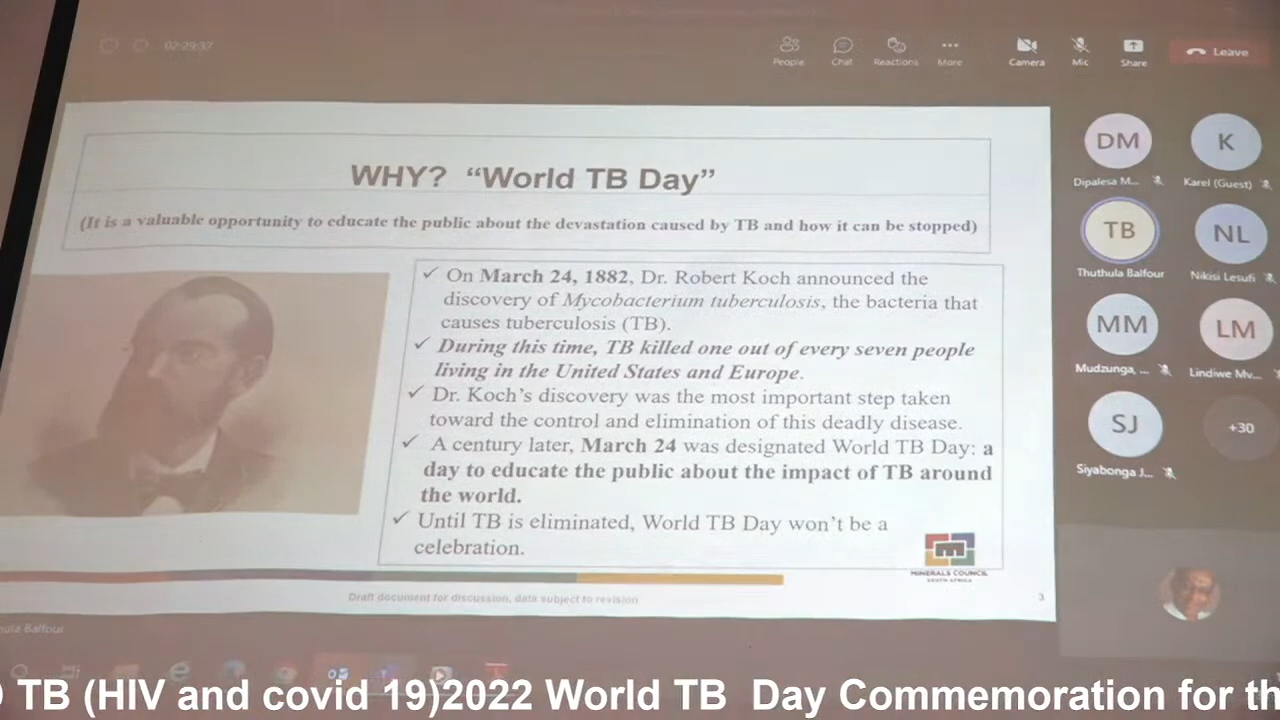 02:29:37
People
Chat
Reactions
More
Camera
Mic
Share
Leave
WHY? “World TB Day”
(It is a valuable opportunity to educate the public about the devastation caused by TB and how it can be stopped)
✓ On March 24, 1882, Dr. Robert Koch announced the
discovery of Mycobacterium tuberculosis, the bacteria that
causes tuberculosis (TB).
✓ During this time, TB killed one out of every seven people
living in the United States and Europe.
✓ Dr. Koch’s discovery was the most important step taken
toward the control and elimination of this deadly disease.
✓ A century later, March 24 was designated World TB Day: a
day to educate the public about the impact of TB around
the world.
✓ Until TB is eliminated, World TB Day won’t be a
celebration.
MINERALS COUNCIL
SOUTH AFRICA
Draft document for discussion, data subject to revision
3
DM
Dipalesa M...
K
Karel (Guest)
TB
Thuthula Balfour
NL
Nikisi Lesufi
MM
Mudzunga, ...
LM
Lindiwe Mv...
SJ
Siyabonga J...
+30
hula Balfour
TB (HIV and covid 19)2022 World TB Day Commemoration for th